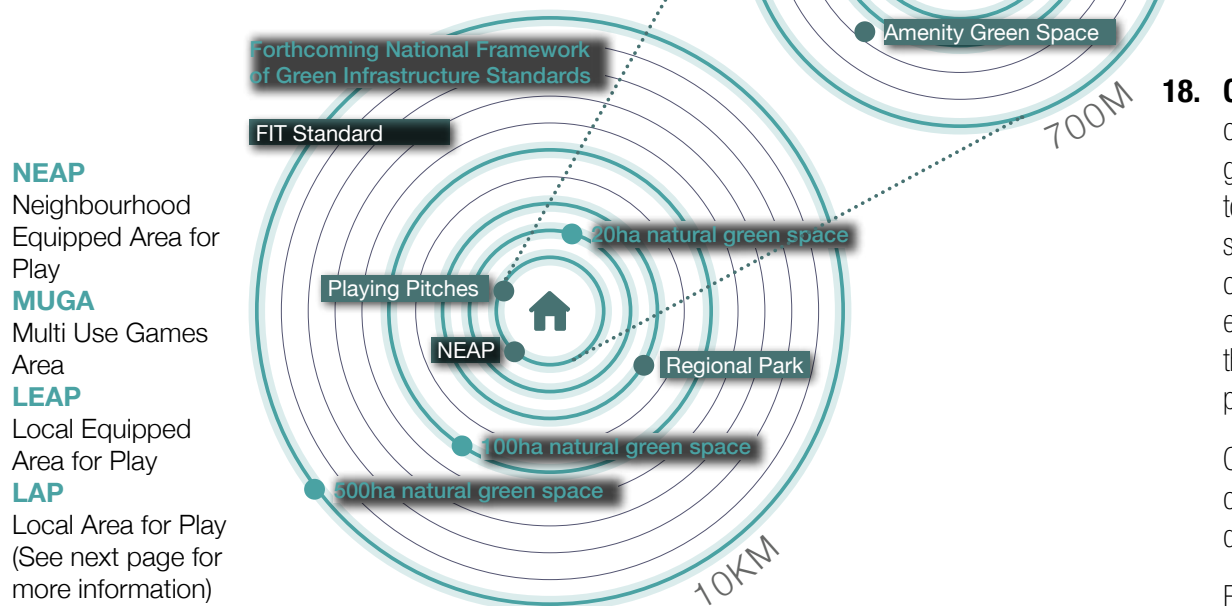 NEAP
Neighbourhood
Equipped Area for
Play
MUGA
Multi Use Games
Area
LEAP
Local Equipped
Area for Play
LAP
Local Area for Play
(See next page for
more information)
Forthcoming National Framework
of Green Infrastructure Standards
FIT Standard
Amenity Green Space
700M
20ha natural green space
Playing Pitches
NEAP
Regional Park
100ha natural green space
500ha natural green space
10KM
18.